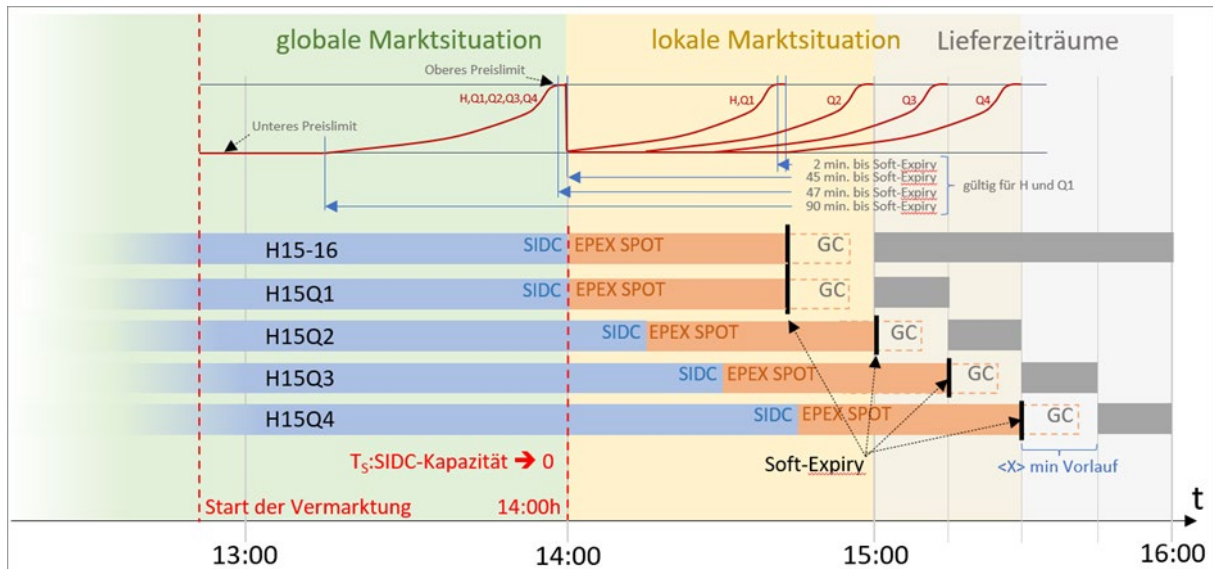 globale Marktsituation
lokale Marktsituation
Lieferzeiträume
Oberes Preislimit
H,Q1,Q2,Q3,Q4
H,Q1
Q2
Q3
Q4
Unteres Preislimit
2 min. bis Soft-Expiry
45 min. bis Soft-Expiry
47 min. bis Soft-Expiry
90 min. bis Soft-Expiry
gültig für H und Q1
H15-16
SIDC
EPEX SPOT
GC
H15Q1
SIDC
EPEX SPOT
GC
H15Q2
SIDC
EPEX SPOT
GC
H15Q3
SIDC
EPEX SPOT
GC
H15Q4
SIDC
EPEX SPOT
GC
TS:SIDC-Kapazität ➔ 0
Soft-Expiry
<X> min Vorlauf
Start der Vermarktung
14:00h
t
13:00
14:00
15:00
16:00